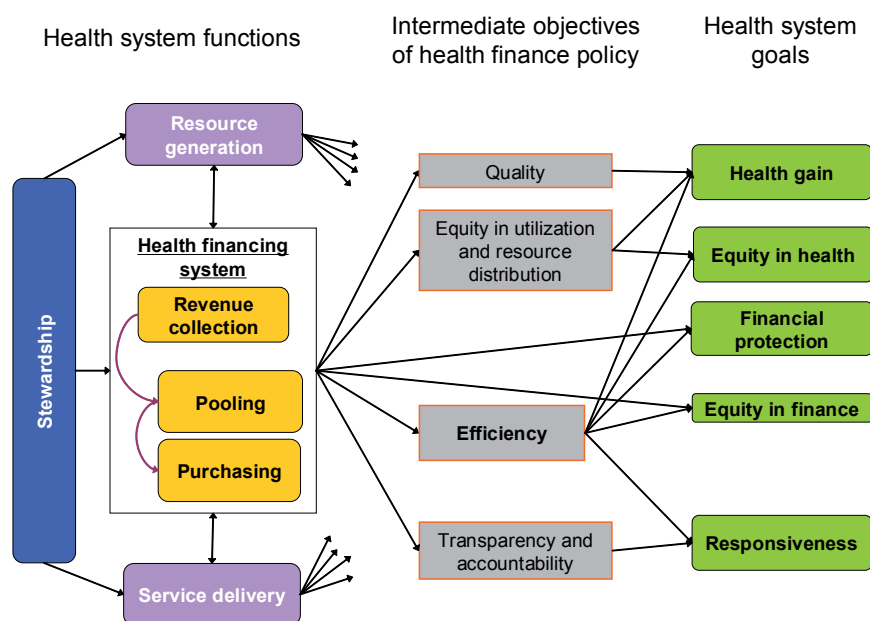 Health system functions
Intermediate objectives
of health finance policy
Health system
goals
Stewardship
Resource
generation
Health financing
system
Revenue
collection
Pooling
Purchasing
Service delivery
Quality
Equity in utilization
and resource
distribution
Efficiency
Transparency and
accountability
Health gain
Equity in health
Financial
protection
Equity in finance
Responsiveness